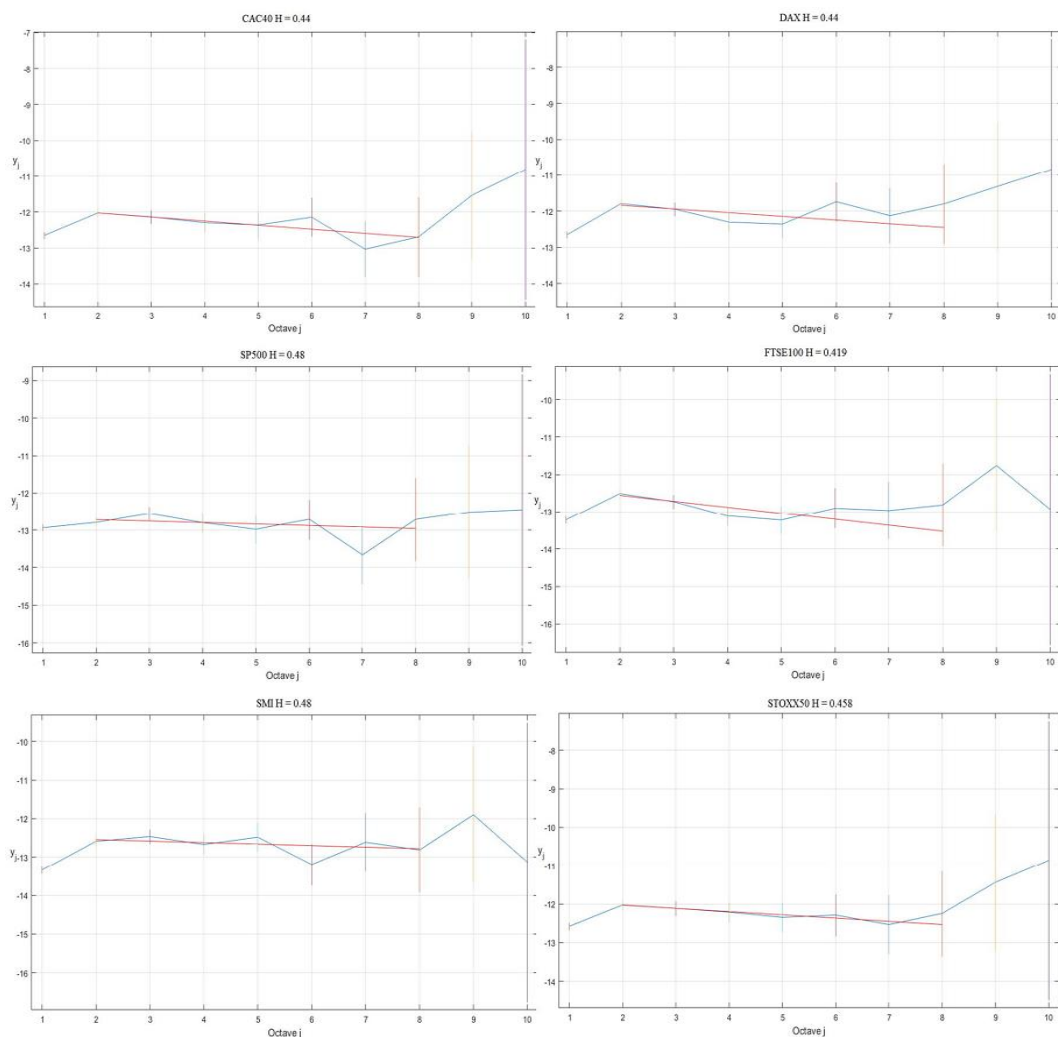 CAC40 H = 0.44
-7
-8
-9
-10
y_j
-11
-12
-13
-14
1 2 3 4 5 6 7 8 9 10
Octave j
DAX H = 0.44
-7
-8
-9
-10
y_j
-11
-12
-13
-14
1 2 3 4 5 6 7 8 9 10
Octave j
SP500 H = 0.48
-9
-10
-11
-12
y_j
-13
-14
-15
-16
1 2 3 4 5 6 7 8 9 10
Octave j
FTSE100 H = 0.419
-10
-11
-12
y_j
-13
-14
-15
-16
1 2 3 4 5 6 7 8 9 10
Octave j
SMI H = 0.48
-10
-11
-12
y_j
-13
-14
-15
-16
1 2 3 4 5 6 7 8 9 10
Octave j
STOXX50 H = 0.458
-8
-9
-10
y_j
-11
-12
-13
-14
1 2 3 4 5 6 7 8 9 10
Octave j